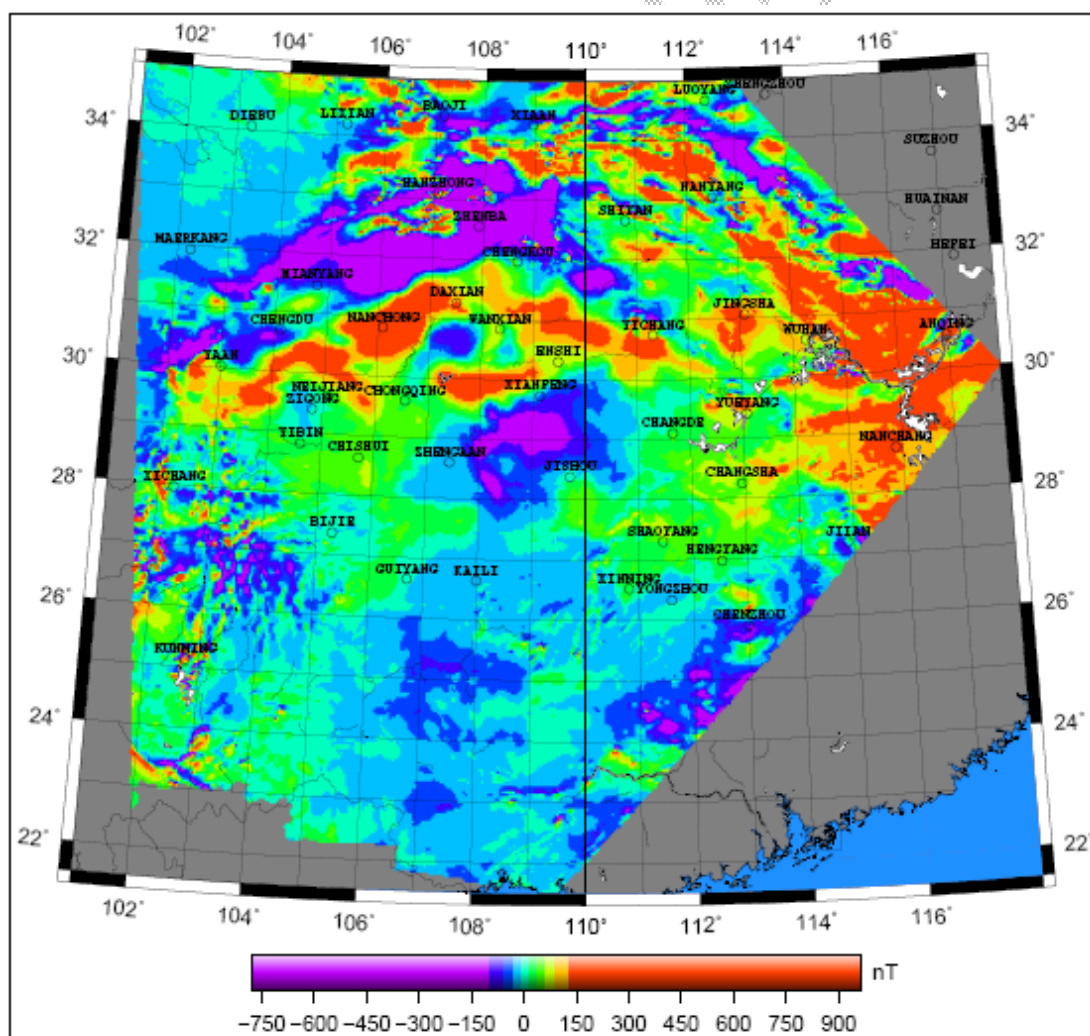 102° 104° 106° 108° 110° 112° 114° 116°
LUOYANG
BAOJI
DIEBU LIXIAN XIAAN
34° 34°
SUZHOU
HANZHONG NANYANG
HUAINAN
ZHENBA SHIYAN
MAERKANG
32° HEFEI 32°
CHENGKOU
MIANYANG
DAXIAN
JINGSHA
CHENGDU NANCHONG WANXIAN
YICHANG WUHAN ANQING
30° YAAN ENSHI 30°
NEIJIANG CHONGQING XIANFENG
ZIGONG YUEYANG
YIBIN CHANGDE
NANCHANG
CHISHUI ZHENGAAN
28° XICHANG JISHOU CHANGSHA 28°
BIJIE SHAOYANG JIIAN
HENGYANG
GUIYANG KAILI XINNING
26° YONGZHOU 26°
CHENZHOU
KUNMING
24° 24°
22° 22°
102° 104° 106° 108° 110° 112° 114° 116°
nT
−750 −600 −450 −300 −150 0 150 300 450 600 750 900